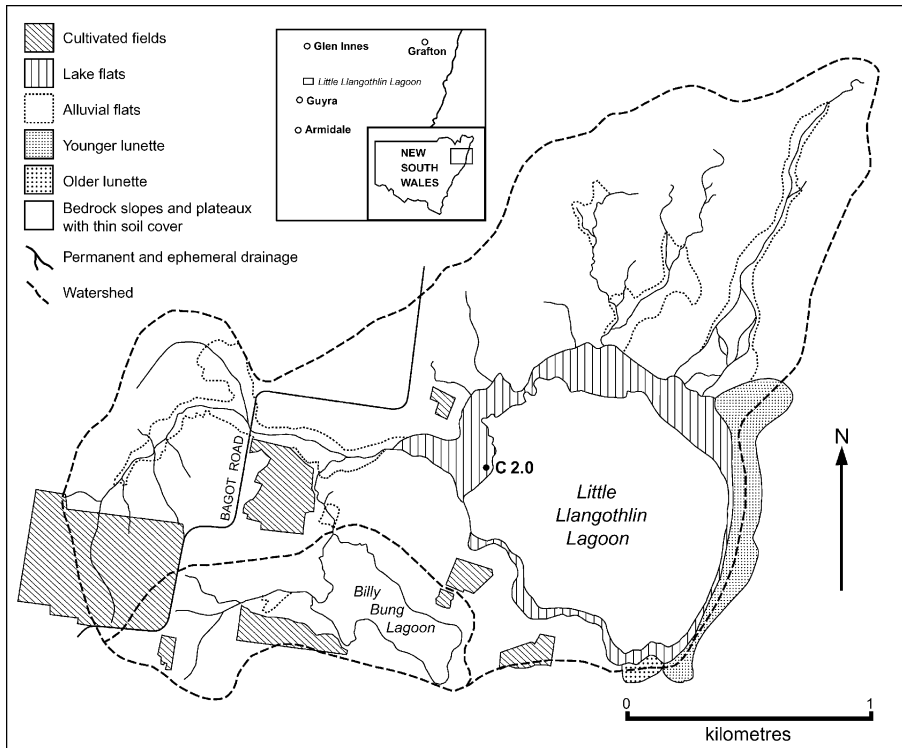 Cultivated fields
Lake flats
Alluvial flats
Younger lunette
Older lunette
Bedrock slopes and plateaux
with thin soil cover
Permanent and ephemeral drainage
Watershed
Glen Innes
Grafton
Little Llangothlin Lagoon
Guyra
Armidale
NEW
SOUTH
WALES
BAGOT ROAD
C 2.0
N
Little
Llangothlin
Lagoon
Billy
Bung
Lagoon
0 1
kilometres